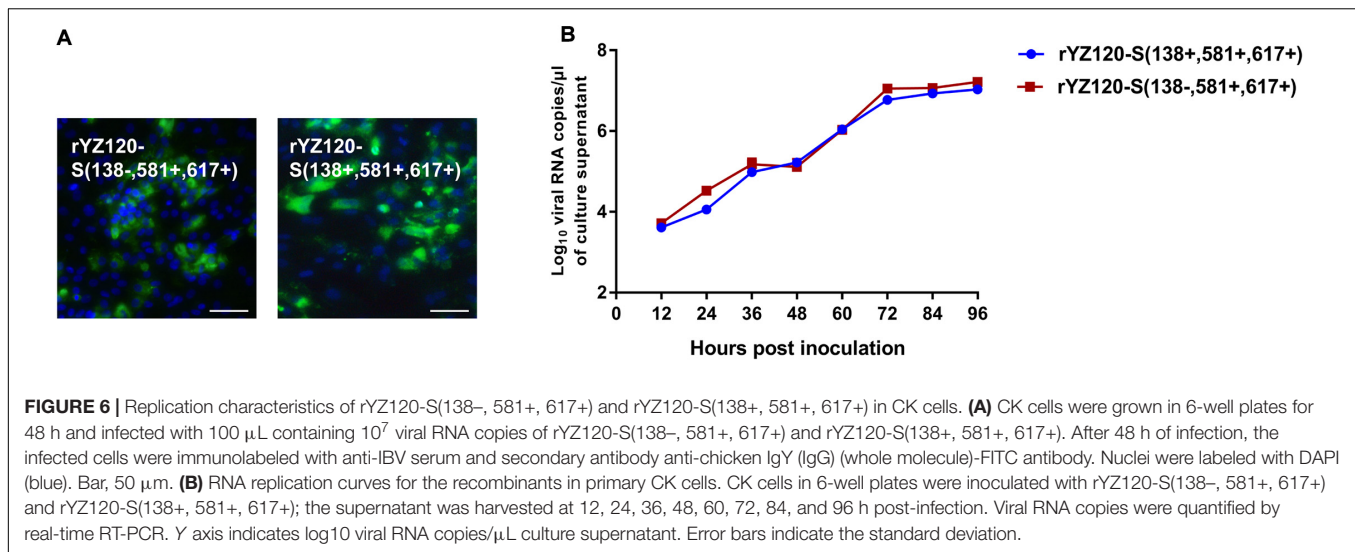 A
rYZ120-
S(138-,581+,617+)
rYZ120-
S(138+,581+,617+)
B
Log10 viral RNA copies/µl
of culture supernatant
8
6
4
2
0 12 24 36 48 60 72 84 96
Hours post inoculation
rYZ120-S(138+,581+,617+)
rYZ120-S(138-,581+,617+)
FIGURE 6 | Replication characteristics of rYZ120-S(138–, 581+, 617+) and rYZ120-S(138+, 581+, 617+) in CK cells. (A) CK cells were grown in 6-well plates for
48 h and infected with 100 µL containing 10⁷ viral RNA copies of rYZ120-S(138–, 581+, 617+) and rYZ120-S(138+, 581+, 617+). After 48 h of infection, the
infected cells were immunolabeled with anti-IBV serum and secondary antibody anti-chicken IgY (IgG) (whole molecule)-FITC antibody. Nuclei were labeled with DAPI
(blue). Bar, 50 µm. (B) RNA replication curves for the recombinants in primary CK cells. CK cells in 6-well plates were inoculated with rYZ120-S(138–, 581+, 617+)
and rYZ120-S(138+, 581+, 617+); the supernatant was harvested at 12, 24, 36, 48, 60, 72, 84, and 96 h post-infection. Viral RNA copies were quantified by
real-time RT-PCR. Y axis indicates log10 viral RNA copies/µL culture supernatant. Error bars indicate the standard deviation.